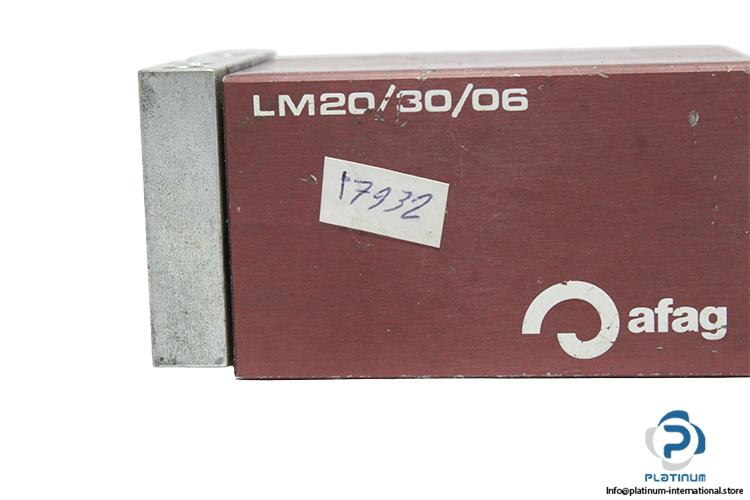 LM20/30/06
17932
afag
PLATINUM
Info@platinum-international.store